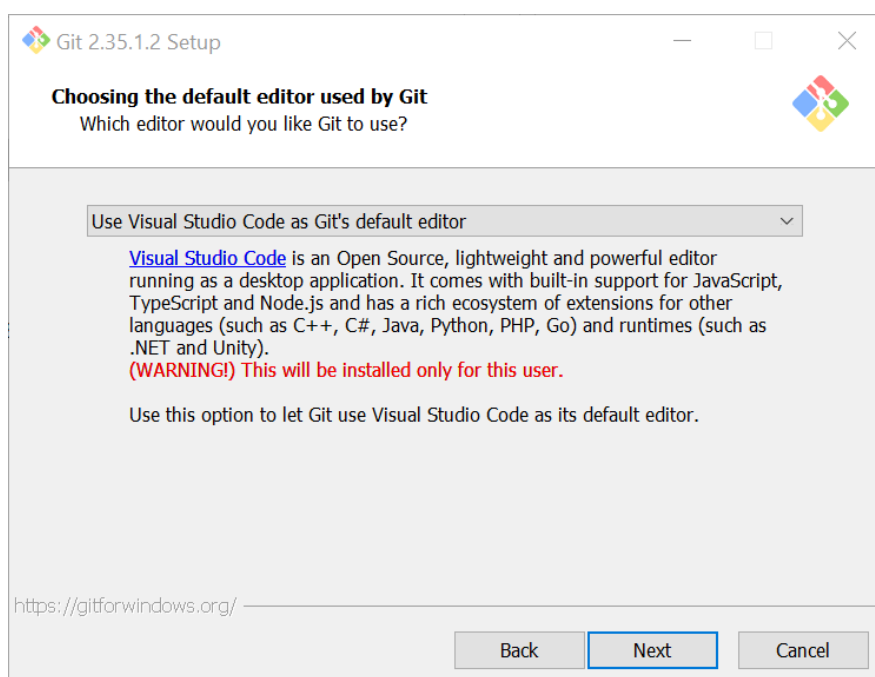 Git 2.35.1.2 Setup
Choosing the default editor used by Git
Which editor would you like Git to use?
Use Visual Studio Code as Git's default editor
Visual Studio Code is an Open Source, lightweight and powerful editor
running as a desktop application. It comes with built-in support for JavaScript,
TypeScript and Node.js and has a rich ecosystem of extensions for other
languages (such as C++, C#, Java, Python, PHP, Go) and runtimes (such as
.NET and Unity).
(WARNING!) This will be installed only for this user.
Use this option to let Git use Visual Studio Code as its default editor.
https://gitforwindows.org/
Back Next Cancel